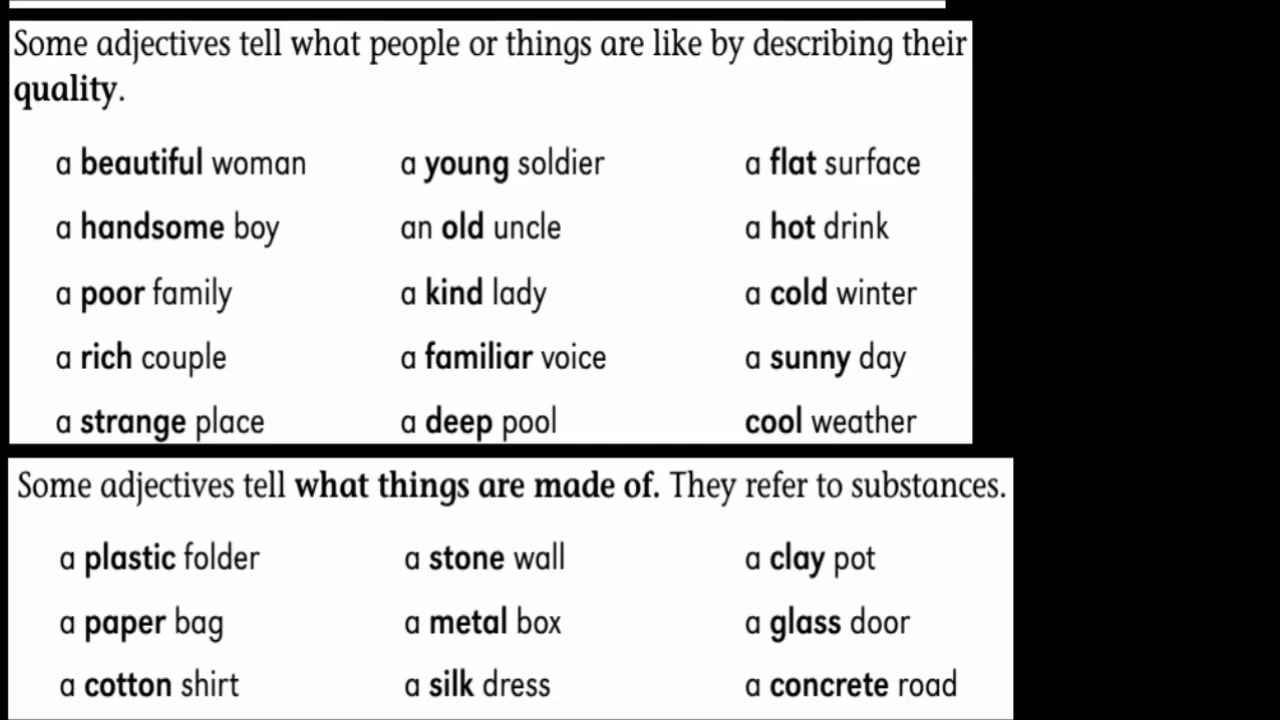 Some adjectives tell what people or things are like by describing their
quality.
a beautiful woman a young soldier a flat surface
a handsome boy an old uncle a hot drink
a poor family a kind lady a cold winter
a rich couple a familiar voice a sunny day
a strange place a deep pool cool weather
Some adjectives tell what things are made of. They refer to substances.
a plastic folder a stone wall a clay pot
a paper bag a metal box a glass door
a cotton shirt a silk dress a concrete road